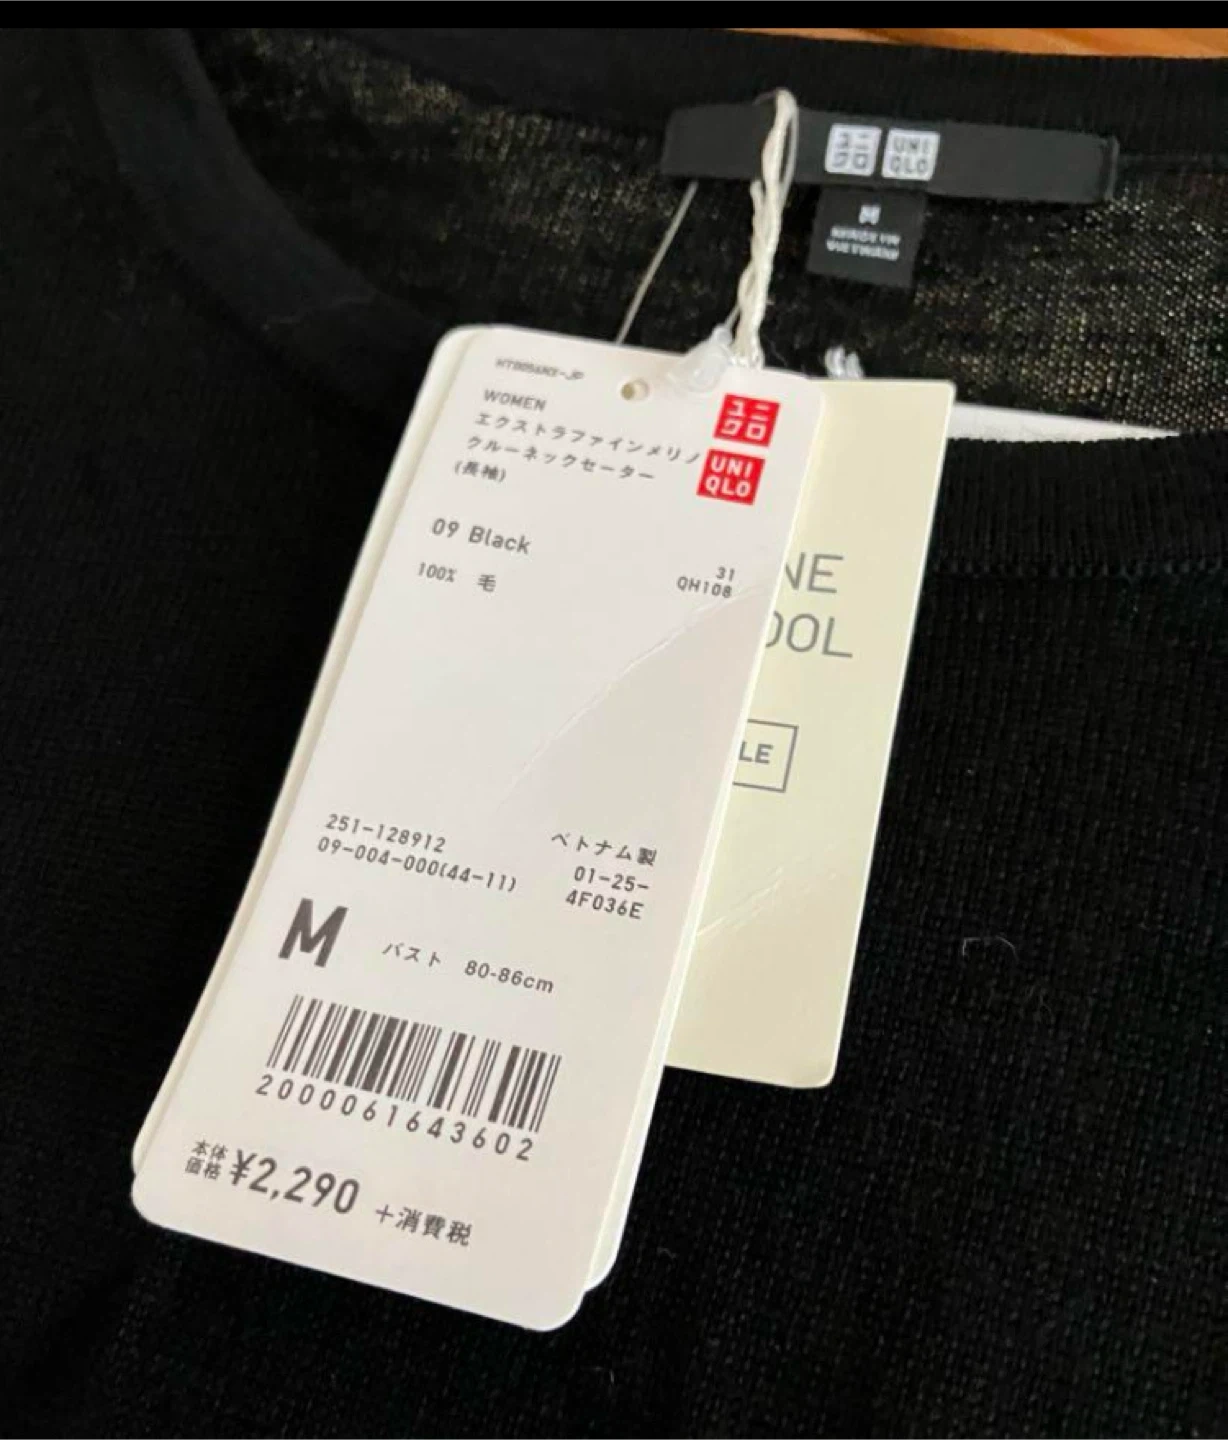 ユニ
クロ
UNI
QLO
M
WOMEN
エクストラファインメリノ
クルーネックセーター
(長袖)
ユニ
クロ
UNI
QLO
09 Black
100% 毛
31
QH108
NE
OOL
LE
251-128912
09-004-000(44-11)
ベトナム製
01-25-
4F036E
M バスト 80-86cm
2000061643602
本体
価格 ¥2,290 +消費税